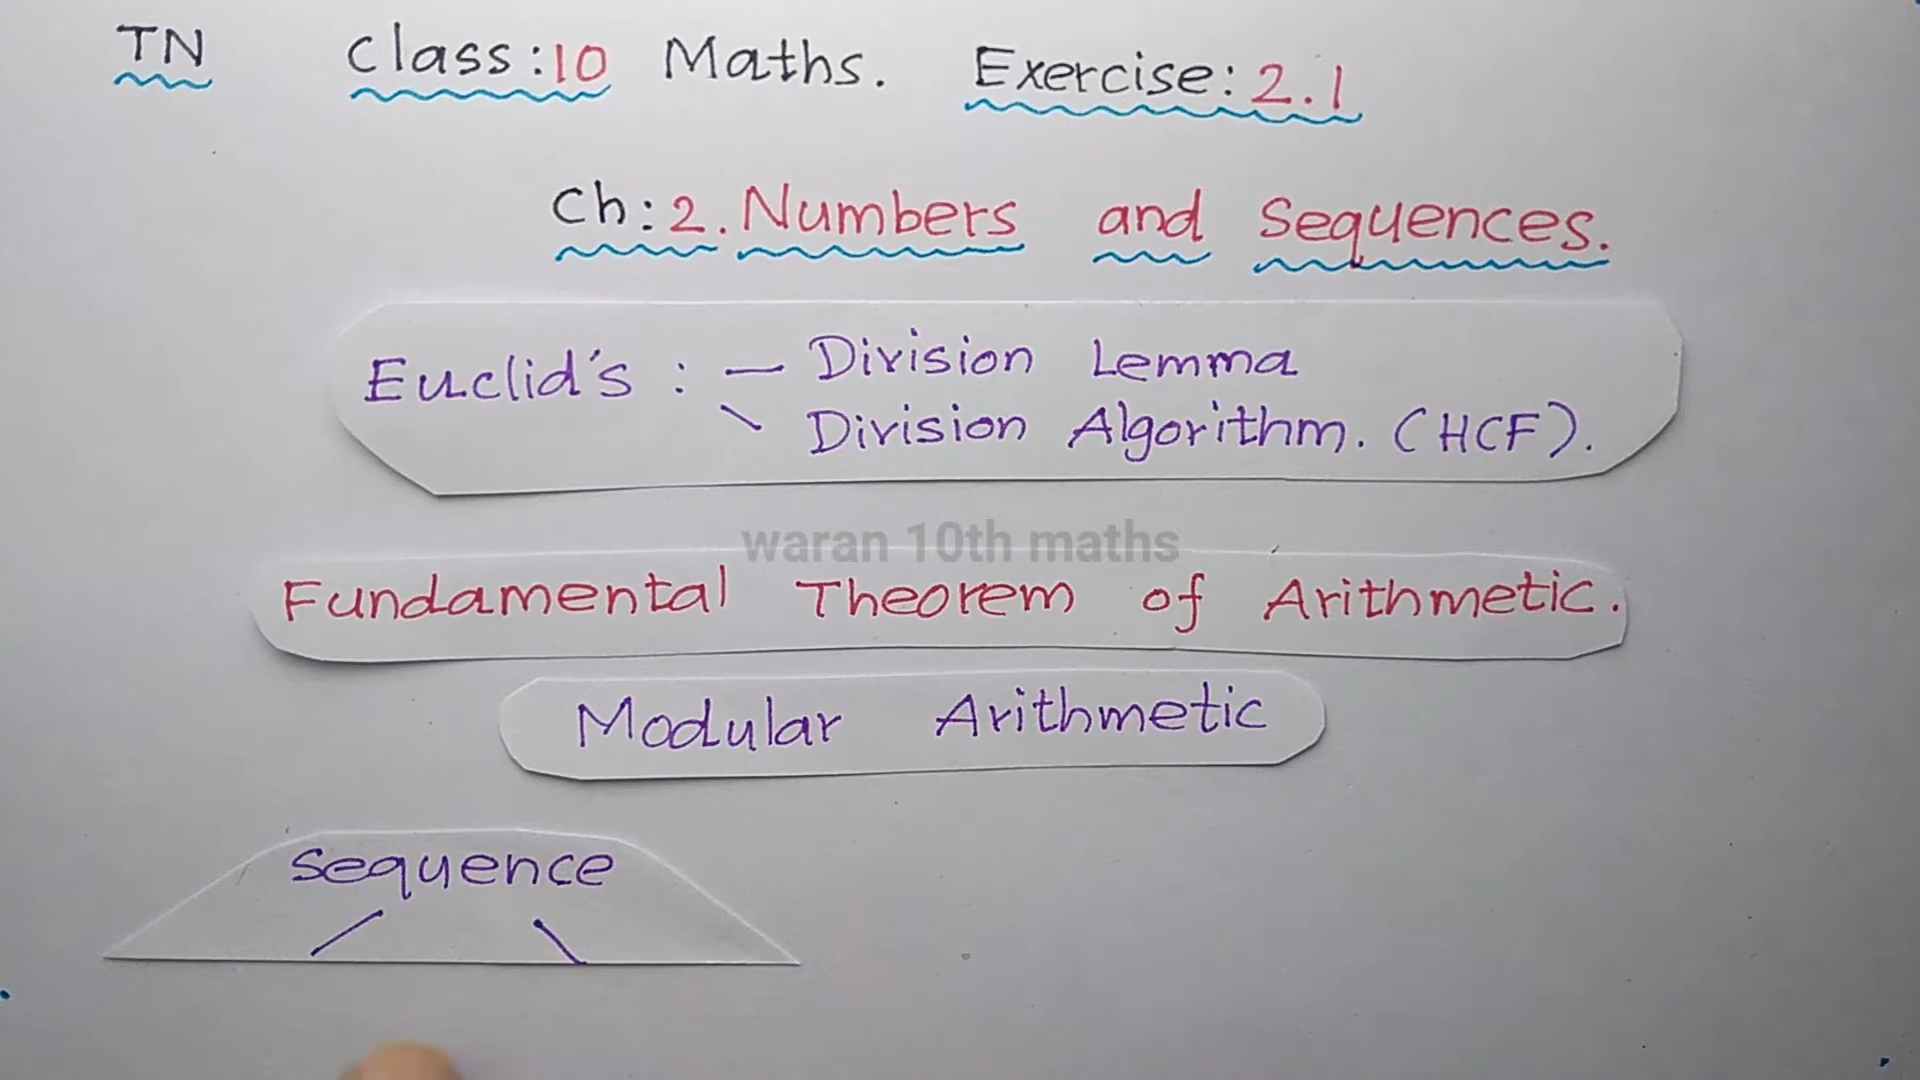 TN Class:10 Maths. Exercise: 2.1
Ch: 2. Numbers and Sequences.
Euclid's : — Division Lemma
\ Division Algorithm. (HCF).
waran 10th maths
Fundamental Theorem of Arithmetic.
Modular Arithmetic
Sequence